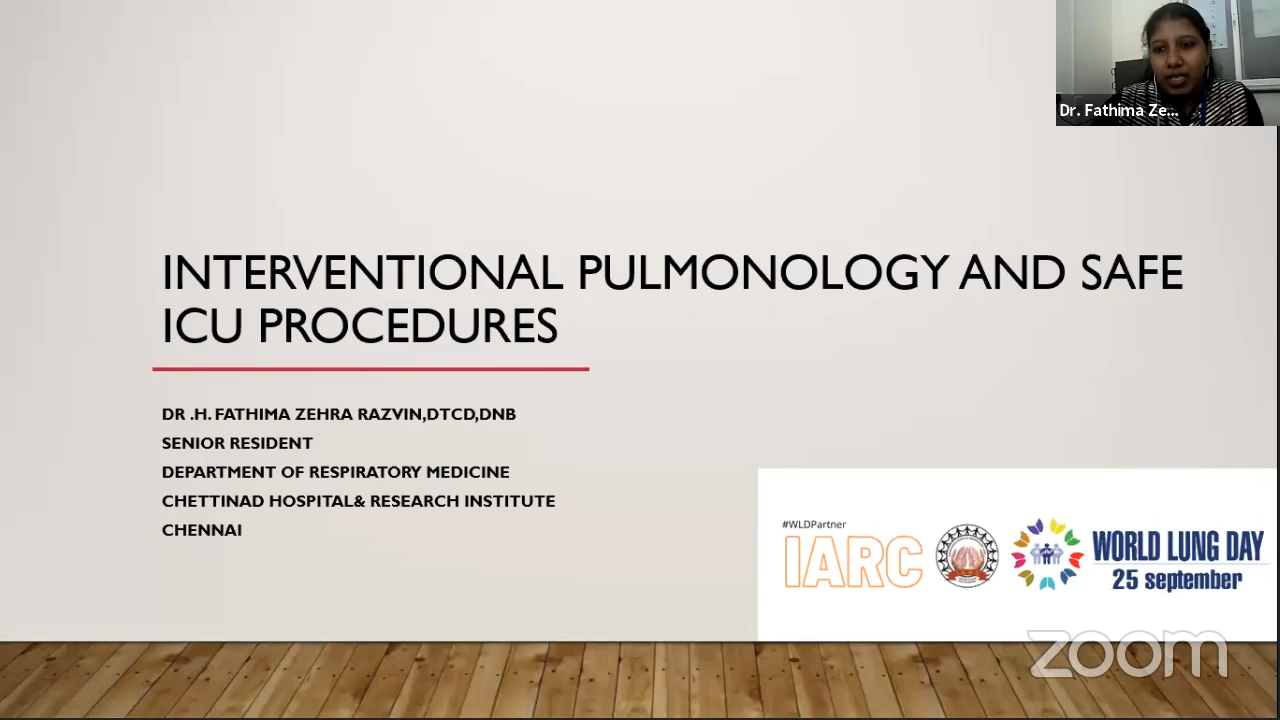 Dr. Fathima Ze...
INTERVENTIONAL PULMONOLOGY AND SAFE
ICU PROCEDURES
DR .H. FATHIMA ZEHRA RAZVIN,DTCD,DNB
SENIOR RESIDENT
DEPARTMENT OF RESPIRATORY MEDICINE
CHETTINAD HOSPITAL& RESEARCH INSTITUTE
CHENNAI
#WLDPartner
IARC
WORLD LUNG DAY
25 september
zoom